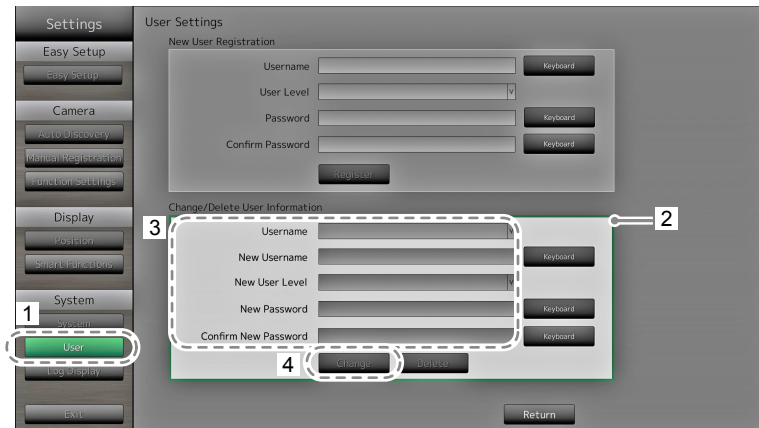 Settings
Easy Setup
Easy Setup
Camera
Auto Discovery
Manual Registration
Function Settings
Display
Position
Smart Functions
System
1
System
User
Log Display
Exit
User Settings
New User Registration
Username
Keyboard
User Level
V
Password
Keyboard
Confirm Password
Keyboard
Register
Change/Delete User Information
2
3
Username
V
New Username
Keyboard
New User Level
V
New Password
Keyboard
Confirm New Password
Keyboard
4
Change
Delete
Return